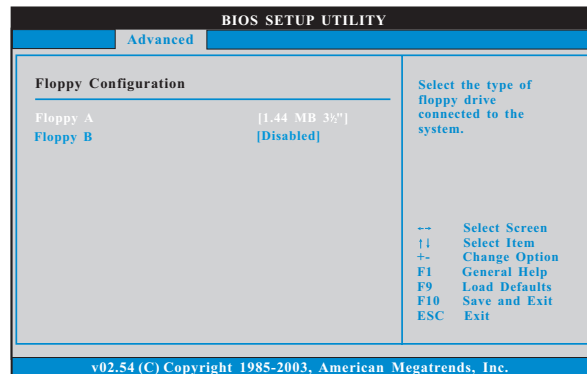 BIOS SETUP UTILITY
Advanced
Floppy Configuration
Floppy A [1.44 MB 3½"]
Floppy B [Disabled]
Select the type of
floppy drive
connected to the
system.
←→ Select Screen
↑↓ Select Item
+- Change Option
F1 General Help
F9 Load Defaults
F10 Save and Exit
ESC Exit
v02.54 (C) Copyright 1985-2003, American Megatrends, Inc.